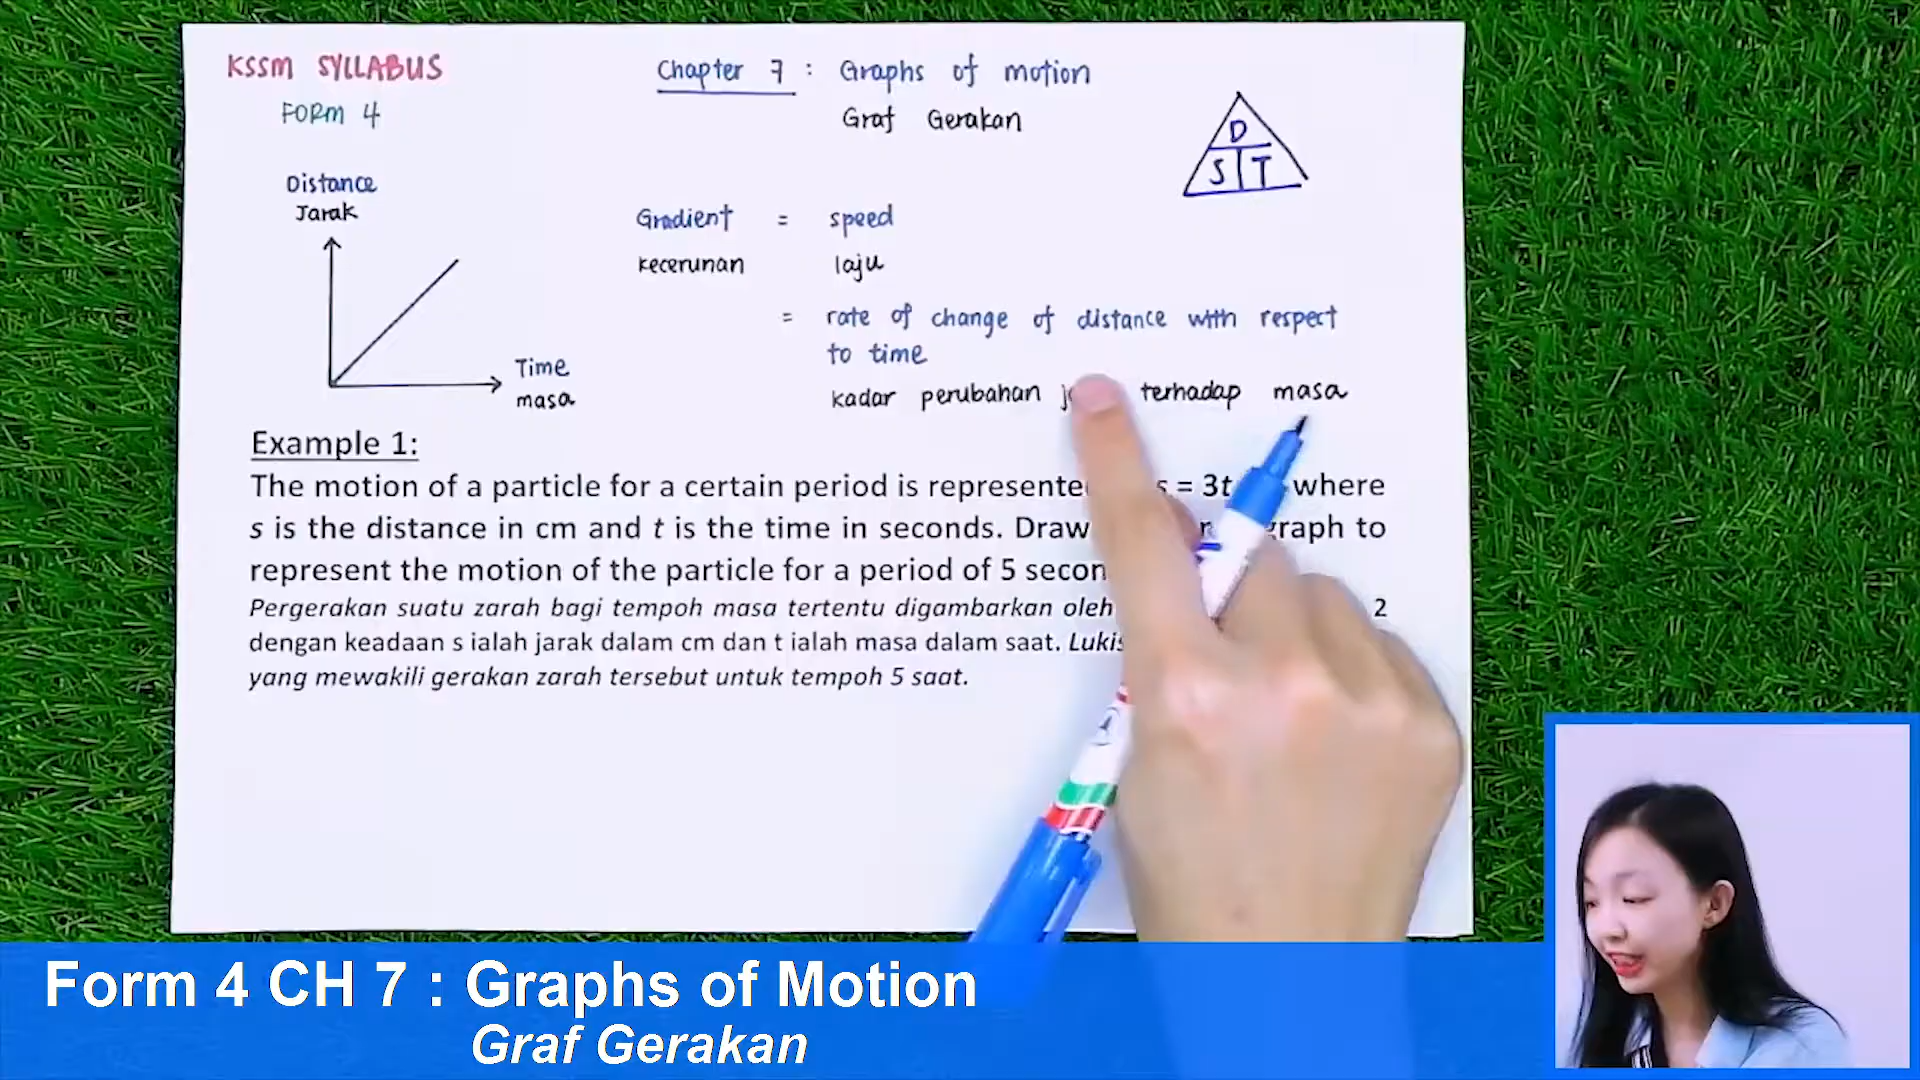 KSSM SYLLABUS
FORM 4
Chapter 7 : Graphs of motion
Graf Gerakan
D
S T
Distance
Jarak
Time
masa
Gradient = speed
kecerunan laju
= rate of change of distance with respect
to time
kadar perubahan terhadap masa
Example 1:
The motion of a particle for a certain period is represented s = 3t where
s is the distance in cm and t is the time in seconds. Draw graph to
represent the motion of the particle for a period of 5
Pergerakan suatu zarah bagi tempoh masa tertentu digambarkan oleh 2
dengan keadaan s ialah jarak dalam cm dan t ialah masa dalam saat.
yang mewakili gerakan zarah tersebut untuk tempoh 5 saat.
Form 4 CH 7 : Graphs of Motion
Graf Gerakan